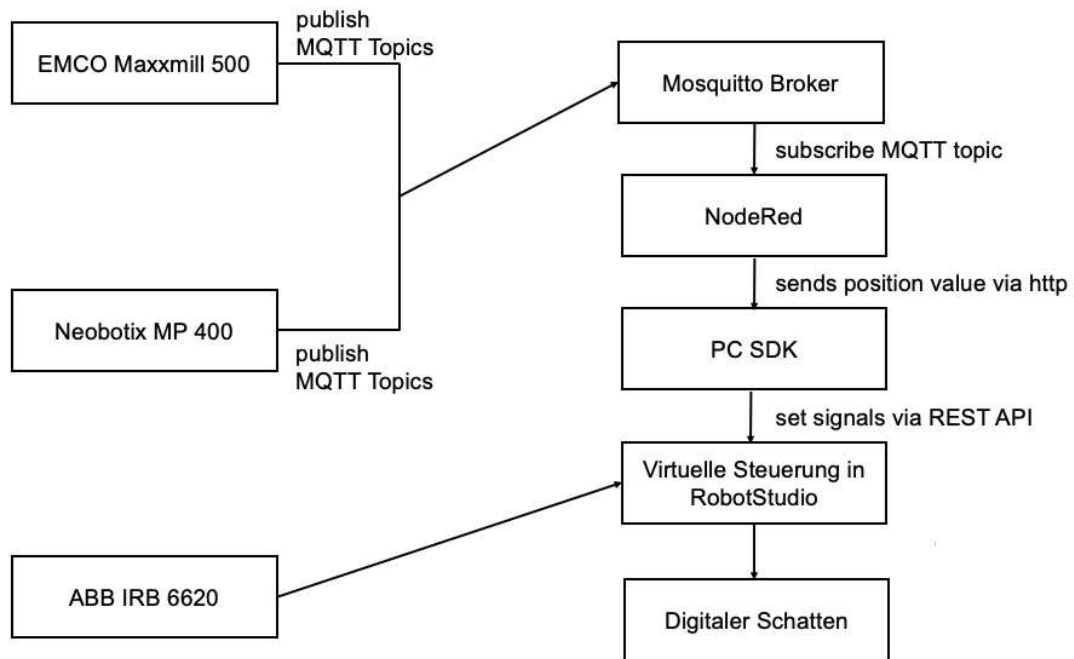 publish
MQTT Topics
EMCO Maxxmill 500
Mosquitto Broker
subscribe MQTT topic
NodeRed
sends position value via http
Neobotix MP 400
publish
MQTT Topics
PC SDK
set signals via REST API
Virtuelle Steuerung in
RobotStudio
ABB IRB 6620
Digitaler Schatten